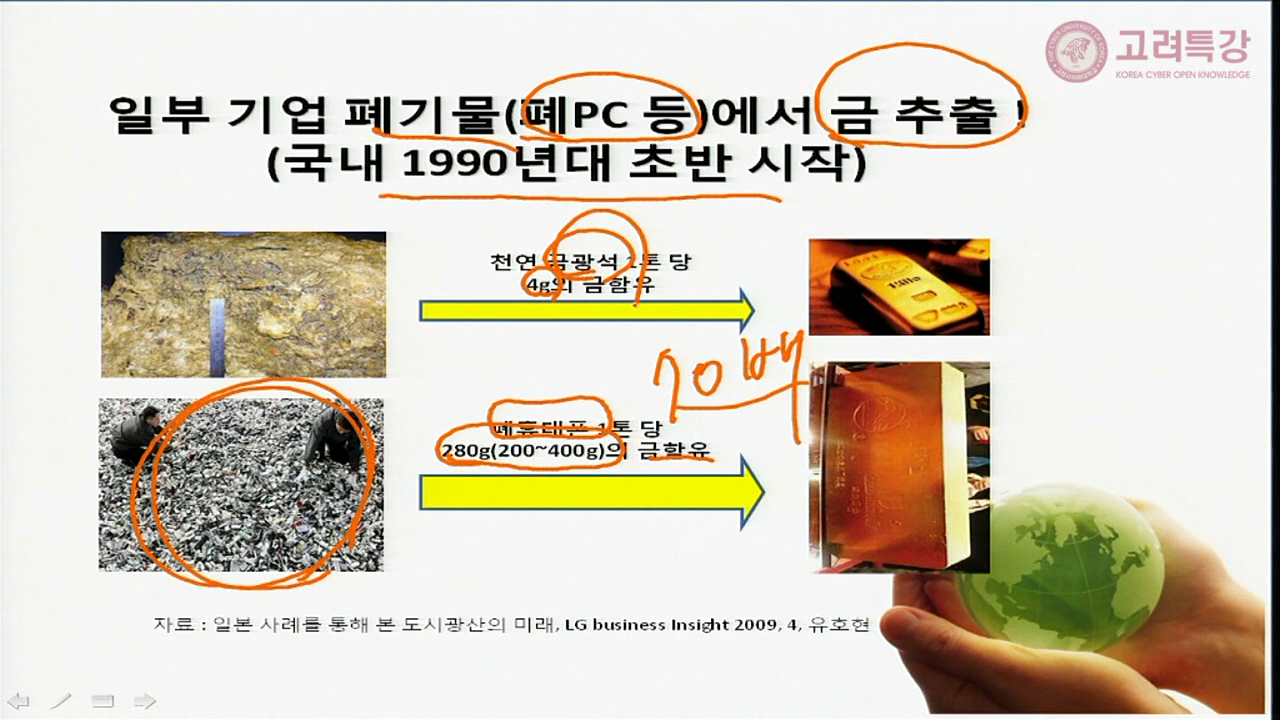 고려특강
KOREA CYBER OPEN KNOWLEDGE
일부 기업 폐기물(폐PC 등)에서 금 추출 !
(국내 1990년대 초반 시작)
천연 금광석 1톤 당
4g의 금함유
70배
폐휴대폰 1톤 당
280g(200~400g)의 금함유
자료 : 일본 사례를 통해 본 도시광산의 미래, LG business Insight 2009, 4, 유호현